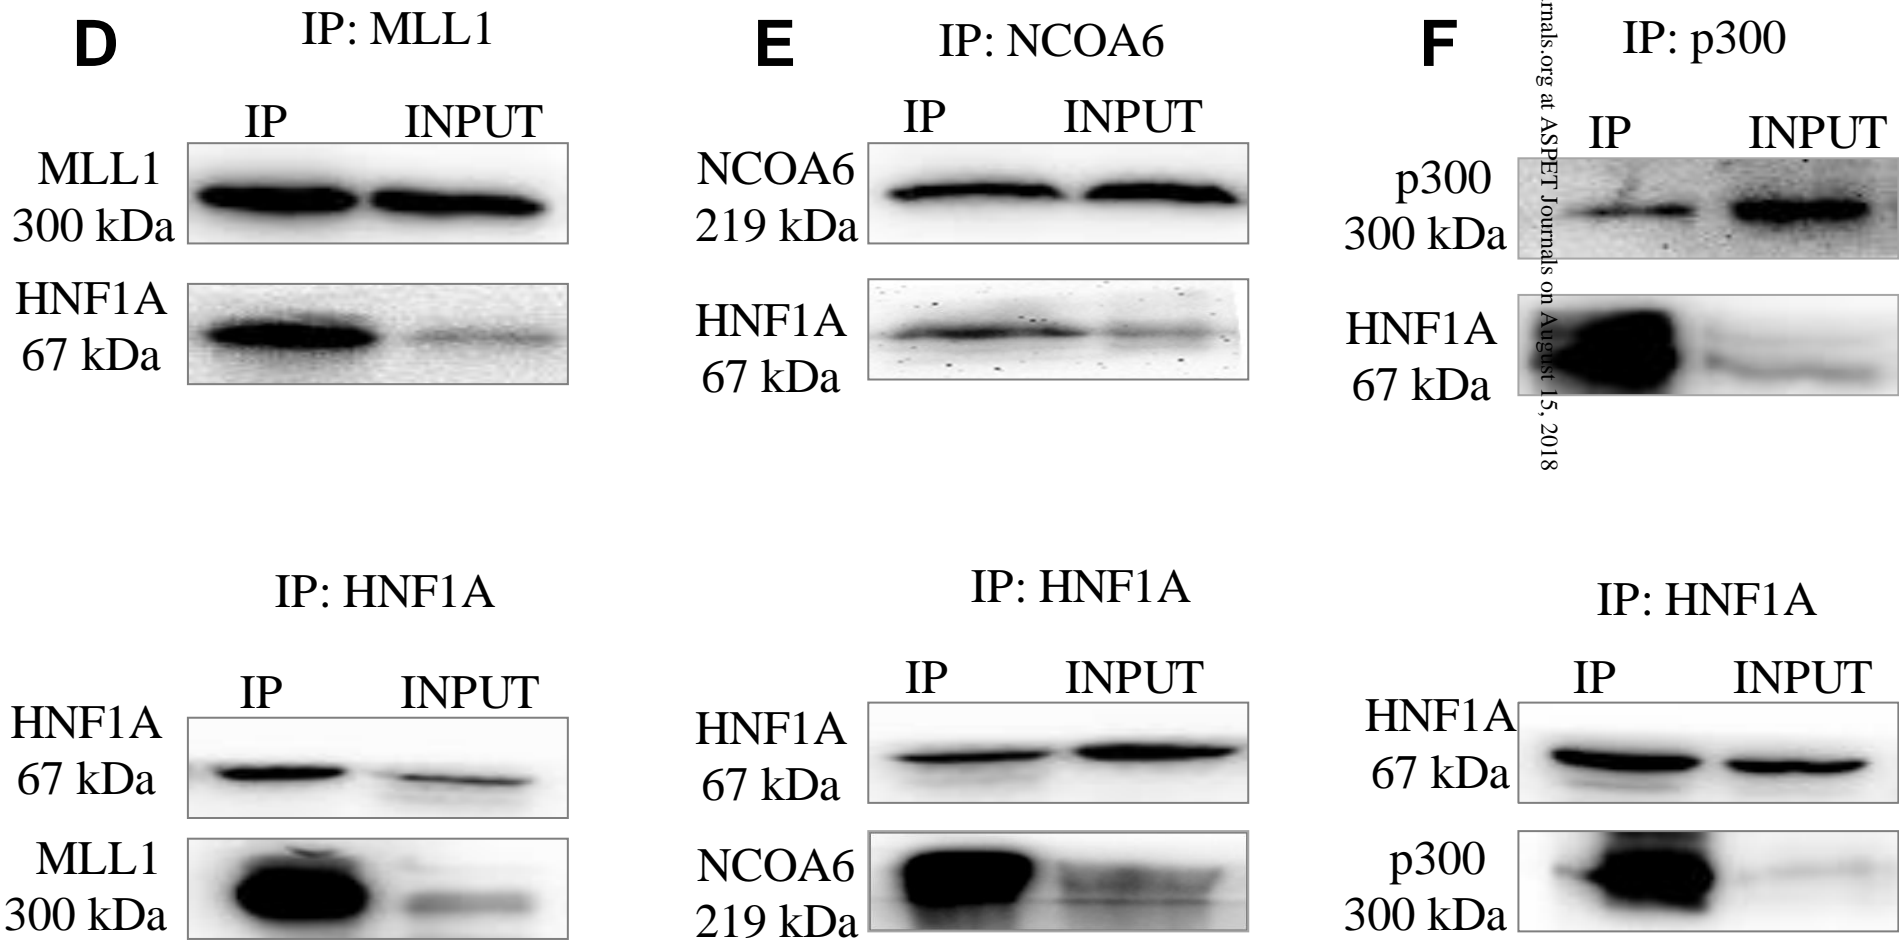 D
IP: MLL1
IP INPUT
MLL1
300 kDa
HNF1A
67 kDa
IP: HNF1A
IP INPUT
HNF1A
67 kDa
MLL1
300 kDa
E
IP: NCOA6
IP INPUT
NCOA6
219 kDa
HNF1A
67 kDa
IP: HNF1A
IP INPUT
HNF1A
67 kDa
NCOA6
219 kDa
F
IP: p300
IP INPUT
p300
300 kDa
HNF1A
67 kDa
IP: HNF1A
IP INPUT
HNF1A
67 kDa
p300
300 kDa
rnals.org at ASPET Journals on August 15, 2018